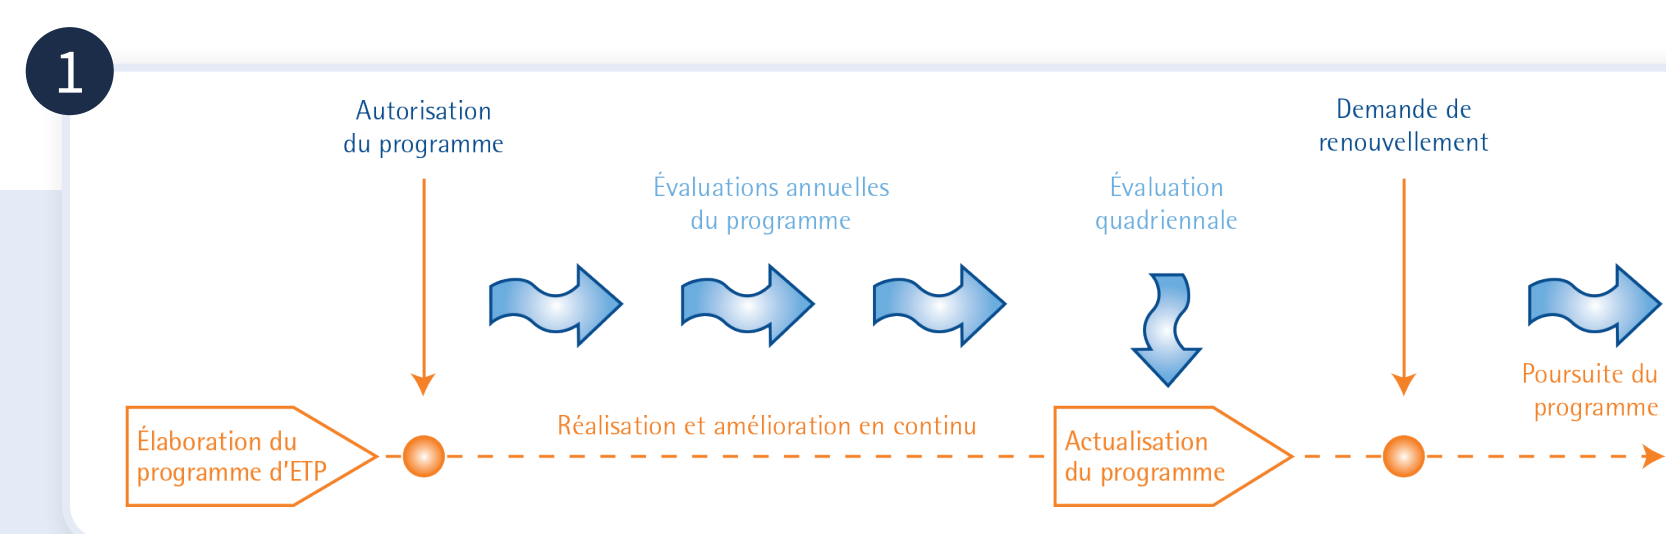 1
Autorisation
du programme
Demande de
renouvellement
Évaluations annuelles
du programme
Évaluation
quadriennale
Poursuite du
programme
Réalisation et amélioration en continu
Élaboration du
programme d'ETP
Actualisation
du programme